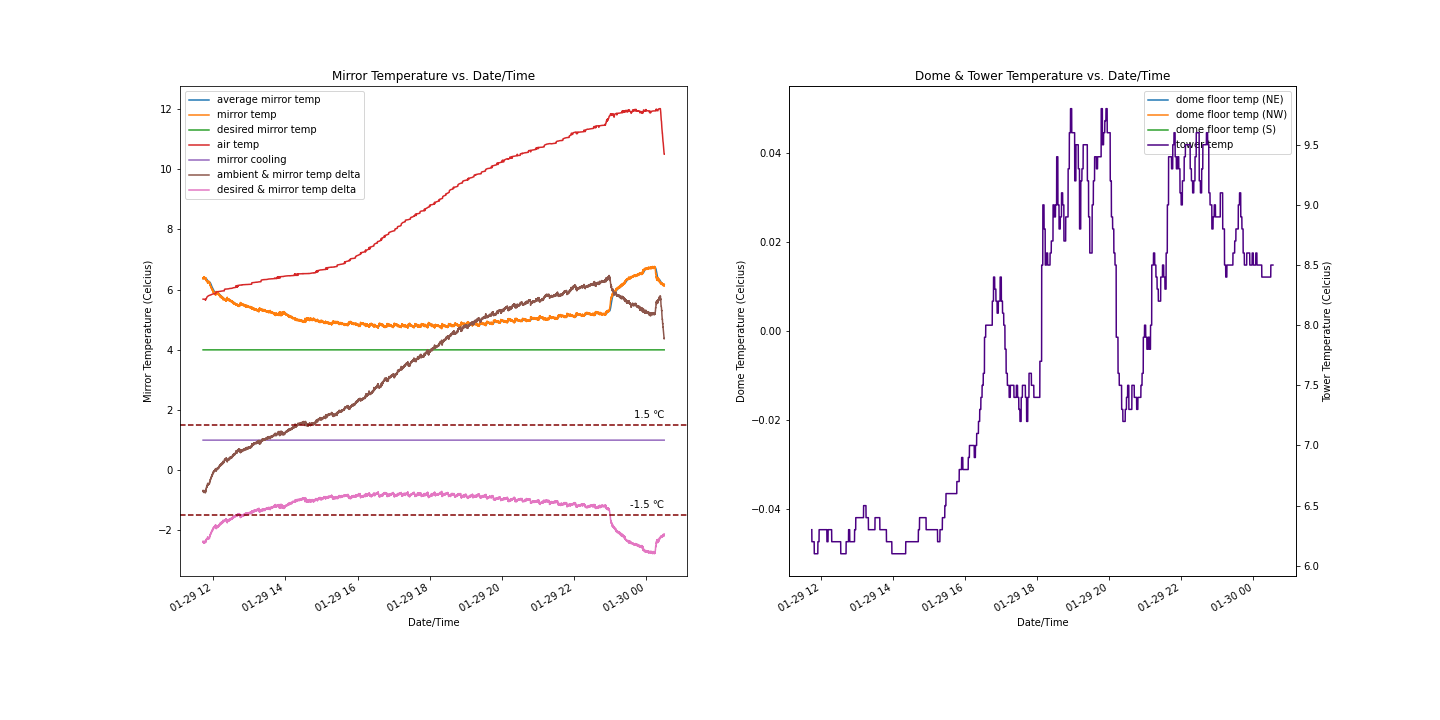 Mirror Temperature vs. Date/Time
Mirror Temperature (Celcius)
12
10
8
6
4
2
0
−2
average mirror temp
mirror temp
desired mirror temp
air temp
mirror cooling
ambient & mirror temp delta
desired & mirror temp delta
1.5 °C
-1.5 °C
01-29 12
01-29 14
01-29 16
01-29 18
01-29 20
01-29 22
01-30 00
Date/Time
Dome & Tower Temperature vs. Date/Time
Dome Temperature (Celcius)
0.04
0.02
0.00
−0.02
−0.04
dome floor temp (NE)
dome floor temp (NW)
dome floor temp (S)
tower temp
9.5
9.0
8.5
8.0
7.5
7.0
6.5
6.0
Tower Temperature (Celcius)
01-29 12
01-29 14
01-29 16
01-29 18
01-29 20
01-29 22
01-30 00
Date/Time